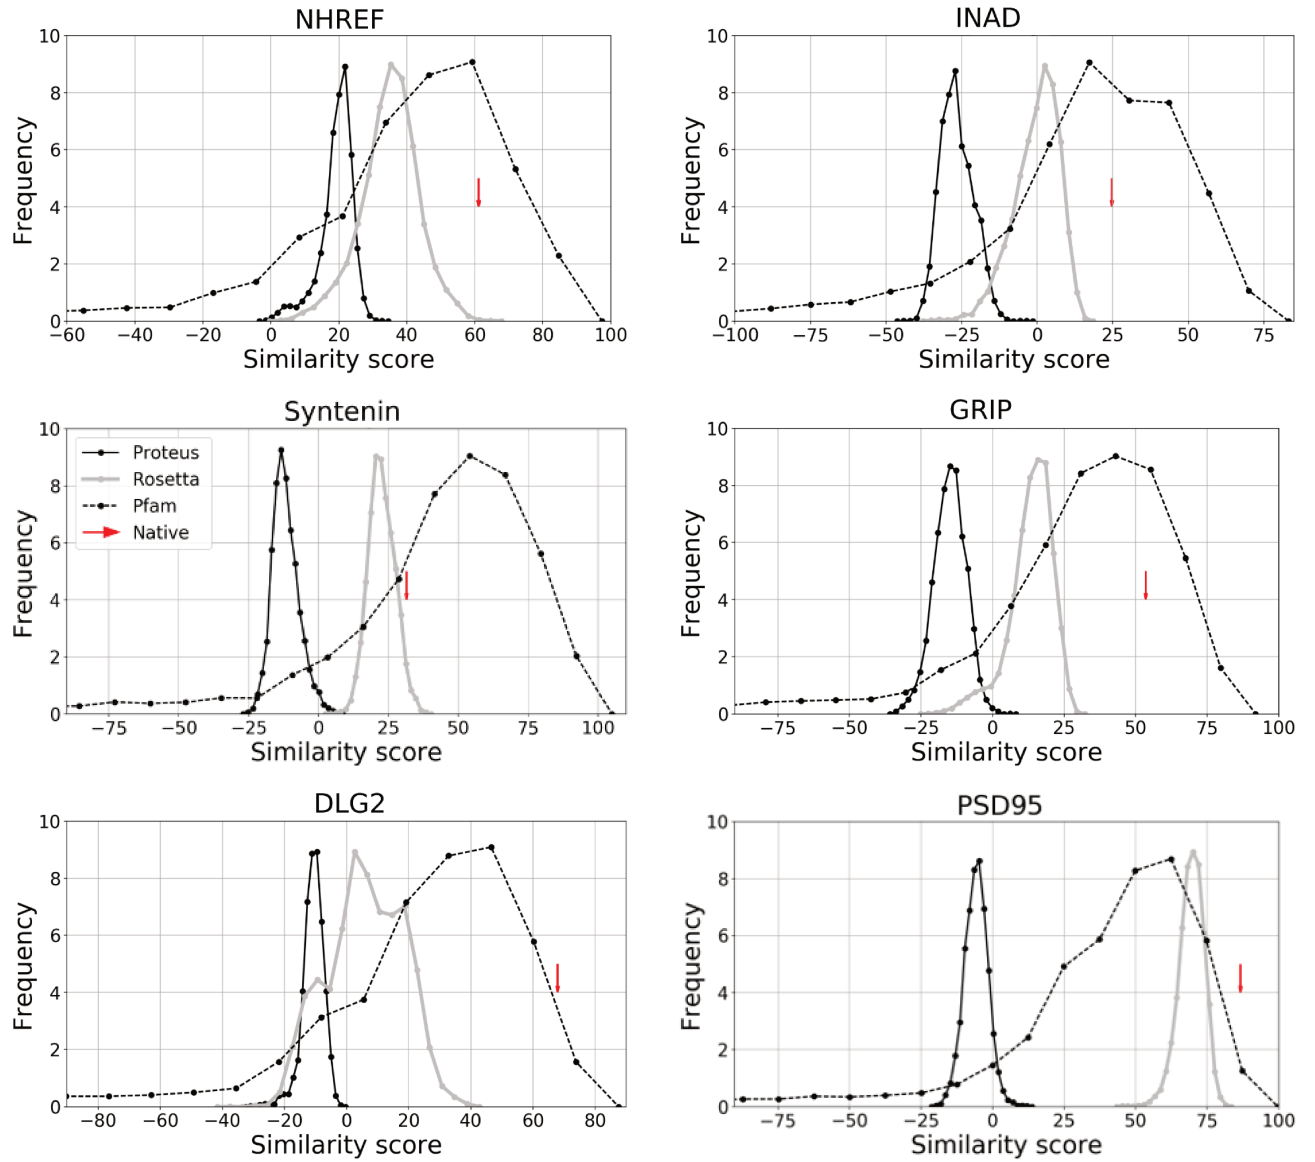 NHREF
10
8
6
4
2
0
Frequency
−60 −40 −20 0 20 40 60 80 100
Similarity score
INAD
10
8
6
4
2
0
Frequency
−100 −75 −50 −25 0 25 50 75
Similarity score
Syntenin
10
8
6
4
2
0
Frequency
Proteus
Rosetta
Pfam
Native
−75 −50 −25 0 25 50 75 100
Similarity score
GRIP
10
8
6
4
2
0
Frequency
−75 −50 −25 0 25 50 75 100
Similarity score
DLG2
10
8
6
4
2
0
Frequency
−80 −60 −40 −20 0 20 40 60 80
Similarity score
PSD95
10
8
6
4
2
0
Frequency
−75 −50 −25 0 25 50 75 100
Similarity score